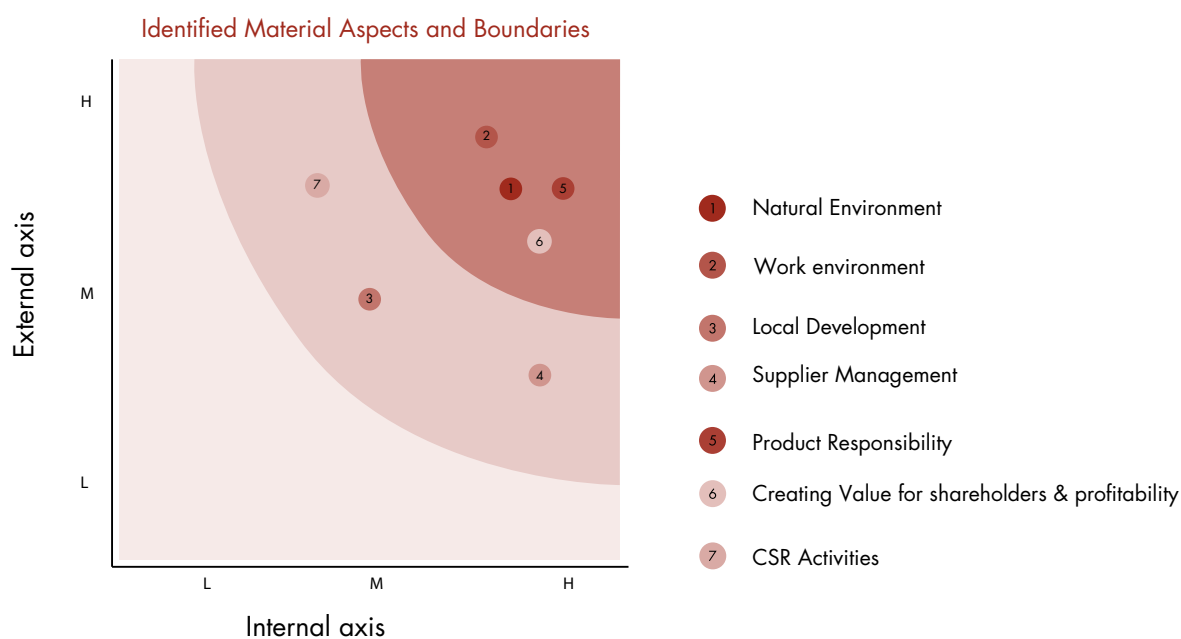 Identified Material Aspects and Boundaries
H
2
7
1
5
6
M
3
4
L
L
M
H
External axis
Internal axis
1 Natural Environment
2 Work environment
3 Local Development
4 Supplier Management
5 Product Responsibility
6 Creating Value for shareholders & profitability
7 CSR Activities